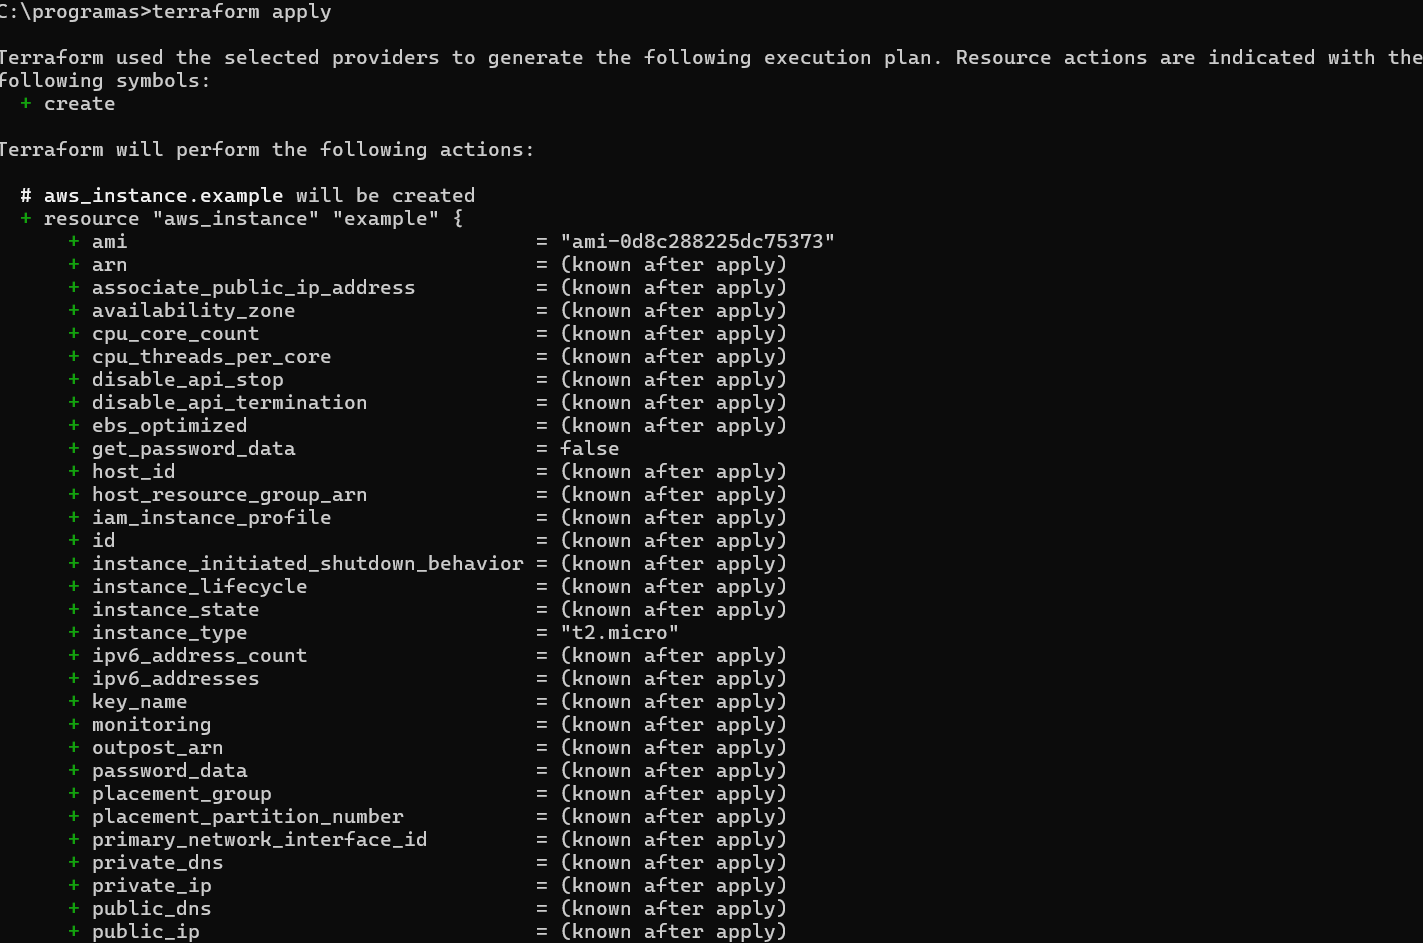 C:\programas>terraform apply
Terraform used the selected providers to generate the following execution plan. Resource actions are indicated with the
following symbols:
  + create
Terraform will perform the following actions:
  # aws_instance.example will be created
  + resource "aws_instance" "example" {
      + ami                                  = "ami-0d8c288225dc75373"
      + arn                                  = (known after apply)
      + associate_public_ip_address          = (known after apply)
      + availability_zone                    = (known after apply)
      + cpu_core_count                       = (known after apply)
      + cpu_threads_per_core                 = (known after apply)
      + disable_api_stop                     = (known after apply)
      + disable_api_termination              = (known after apply)
      + ebs_optimized                        = (known after apply)
      + get_password_data                    = false
      + host_id                              = (known after apply)
      + host_resource_group_arn              = (known after apply)
      + iam_instance_profile                 = (known after apply)
      + id                                   = (known after apply)
      + instance_initiated_shutdown_behavior = (known after apply)
      + instance_lifecycle                   = (known after apply)
      + instance_state                       = (known after apply)
      + instance_type                        = "t2.micro"
      + ipv6_address_count                   = (known after apply)
      + ipv6_addresses                       = (known after apply)
      + key_name                             = (known after apply)
      + monitoring                           = (known after apply)
      + outpost_arn                          = (known after apply)
      + password_data                        = (known after apply)
      + placement_group                      = (known after apply)
      + placement_partition_number           = (known after apply)
      + primary_network_interface_id         = (known after apply)
      + private_dns                          = (known after apply)
      + private_ip                           = (known after apply)
      + public_dns                           = (known after apply)
      + public_ip                            = (known after apply)